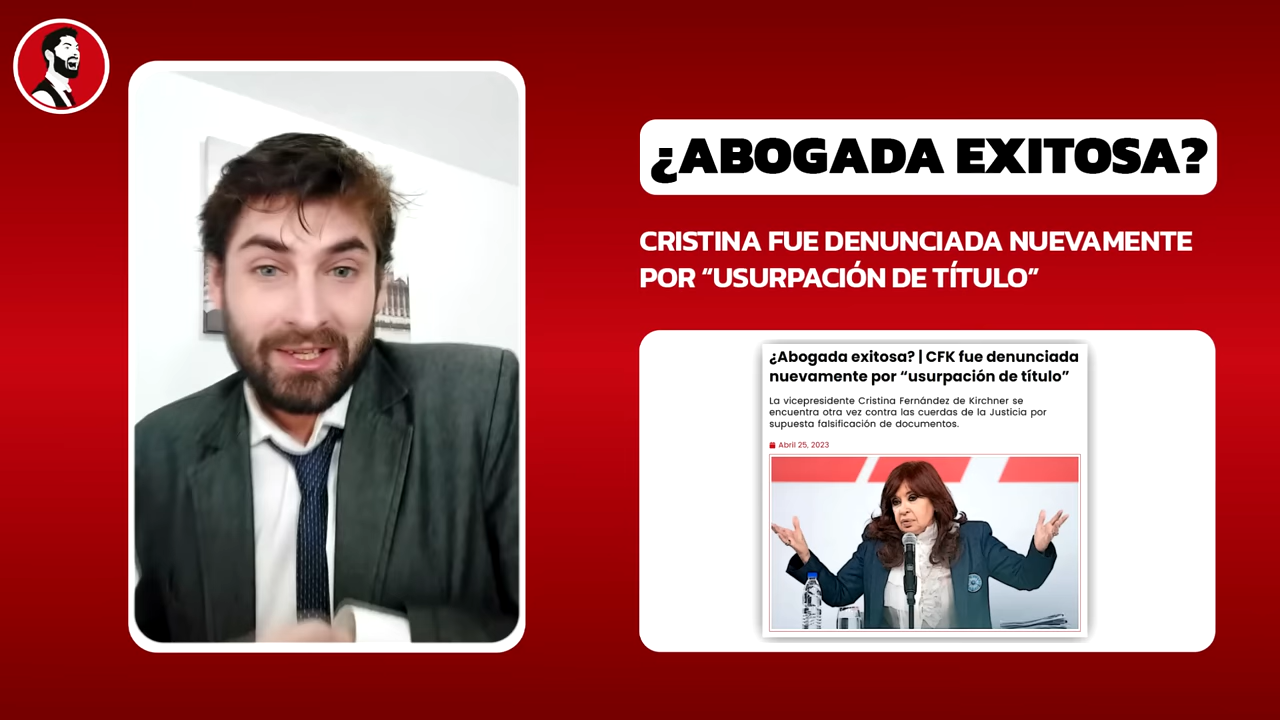 ¿ABOGADA EXITOSA?
CRISTINA FUE DENUNCIADA NUEVAMENTE
POR “USURPACIÓN DE TÍTULO”
¿Abogada exitosa? | CFK fue denunciada
nuevamente por “usurpación de título”
La vicepresidente Cristina Fernández de Kirchner se
encuentra otra vez contra las cuerdas de la Justicia por
supuesta falsificación de documentos.
Abril 25, 2023